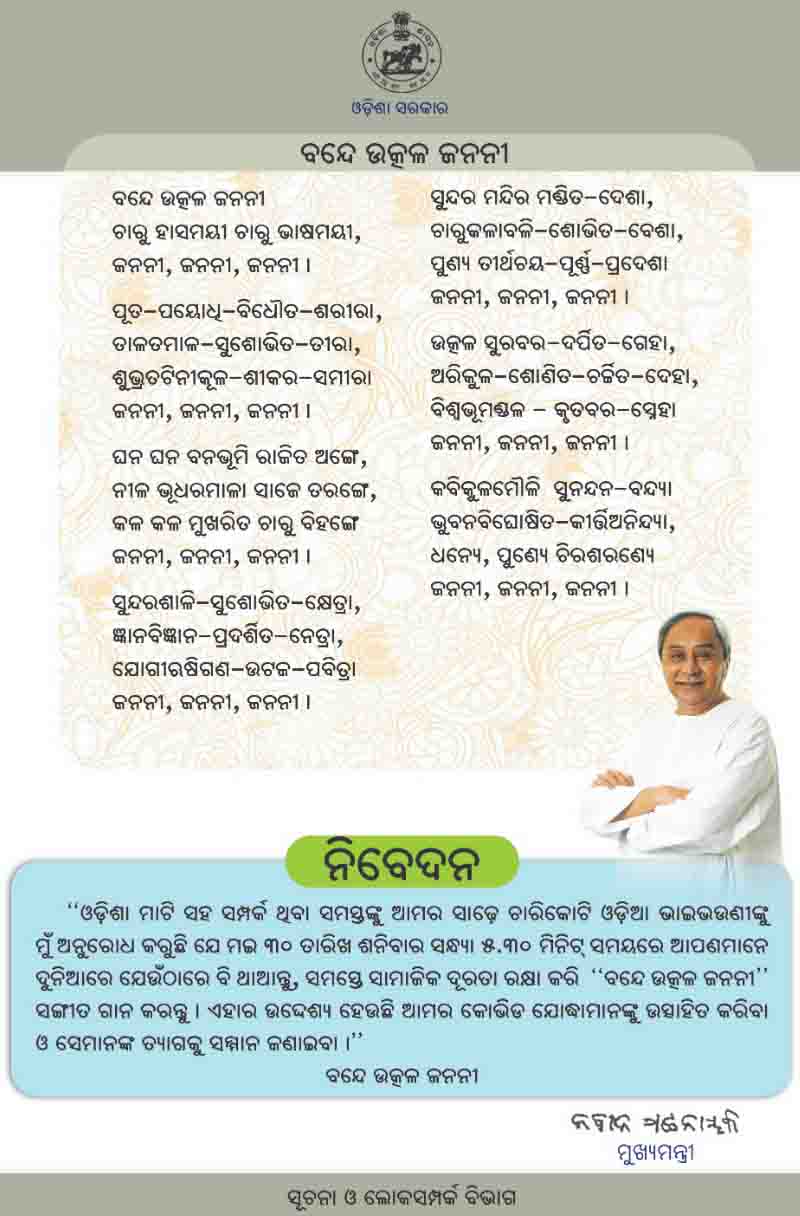 ଓଡ଼ିଶା ସରକାର
ବନ୍ଦେ ଉତ୍କଳ ଜନନୀ
ବନ୍ଦେ ଉତ୍କଳ ଜନନୀ
ଚାରୁ ହାସମୟୀ ଚାରୁ ଭାଷମୟୀ,
ଜନନୀ, ଜନନୀ, ଜନନୀ ।
ପୂତ-ପୟୋଧି-ବିଧୌତ-ଶରୀରା,
ତାଳତମାଳ-ସୁଶୋଭିତ-ତୀରା,
ଶୁଭ୍ରତଟିନୀକୂଳ-ଶୀକର-ସମୀରା
ଜନନୀ, ଜନନୀ, ଜନନୀ ।
ଘନ ଘନ ବନଭୂମି ରାଜିତ ଅଙ୍ଗେ,
ନୀଳ ଭୂଧରମାଳା ସାଜେ ତରଙ୍ଗେ,
କଳ କଳ ମୁଖରିତ ଚାରୁ ବିହଙ୍ଗେ
ଜନନୀ, ଜନନୀ, ଜନନୀ ।
ସୁନ୍ଦରଶାଳି-ସୁଶୋଭିତ-କ୍ଷେତ୍ରା,
ଜ୍ଞାନବିଜ୍ଞାନ-ପ୍ରଦର୍ଶିତ-ନେତ୍ରା,
ଯୋଗୀଋଷିଗଣ-ଉଟଜ-ପବିତ୍ରା
ଜନନୀ, ଜନନୀ, ଜନନୀ ।
ସୁନ୍ଦର ମନ୍ଦିର ମଣ୍ଡିତ-ଦେଶା,
ଚାରୁକଳାବଳି-ଶୋଭିତ-ବେଶା,
ପୁଣ୍ୟ ତୀର୍ଥଚୟ-ପୂର୍ଣ୍ଣ-ପ୍ରଦେଶା
ଜନନୀ, ଜନନୀ, ଜନନୀ ।
ଉତ୍କଳ ସୁରବର-ଦର୍ପିତ-ଗେହା,
ଅରିକୁଳ-ଶୋଣିତ-ଚର୍ଚ୍ଚିତ-ଦେହା,
ବିଶ୍ୱଭୂମଣ୍ଡଳ - କୃତବର-ସ୍ନେହା
ଜନନୀ, ଜନନୀ, ଜନନୀ ।
କବିକୁଳମୌଳି ସୁନନ୍ଦନ-ବନ୍ଦ୍ୟା
ଭୁବନବିଘୋଷିତ-କୀର୍ତ୍ତିଅନିନ୍ଦ୍ୟା,
ଧନ୍ୟେ, ପୁଣ୍ୟେ ଚିରଶରଣ୍ୟେ
ଜନନୀ, ଜନନୀ, ଜନନୀ ।
ନିବେଦନ
‘‘ଓଡ଼ିଶା ମାଟି ସହ ସମ୍ପର୍କ ଥିବା ସମସ୍ତଙ୍କୁ ଆମର ସାଢ଼େ ଚାରିକୋଟି ଓଡ଼ିଆ ଭାଇଭଉଣୀଙ୍କୁ
ମୁଁ ଅନୁରୋଧ କରୁଛି ଯେ ମଇ ୩୦ ତାରିଖ ଶନିବାର ସନ୍ଧ୍ୟା ୫.୩୦ ମିନିଟ୍ ସମୟରେ ଆପଣମାନେ
ଦୁନିଆରେ ଯେଉଁଠାରେ ବି ଥାଆନ୍ତୁ, ସମସ୍ତେ ସାମାଜିକ ଦୂରତା ରକ୍ଷା କରି ‘‘ବନ୍ଦେ ଉତ୍କଳ ଜନନୀ’’
ସଙ୍ଗୀତ ଗାନ କରନ୍ତୁ । ଏହାର ଉଦ୍ଦେଶ୍ୟ ହେଉଛି ଆମର କୋଭିଡ ଯୋଦ୍ଧାମାନଙ୍କୁ ଉତ୍ସାହିତ କରିବା
ଓ ସେମାନଙ୍କ ତ୍ୟାଗକୁ ସମ୍ମାନ ଜଣାଇବା ।’’
ବନ୍ଦେ ଉତ୍କଳ ଜନନୀ
ନବୀନ ପଟ୍ଟନାୟକ
ମୁଖ୍ୟମନ୍ତ୍ରୀ
ସୂଚନା ଓ ଲୋକସମ୍ପର୍କ ବିଭାଗ